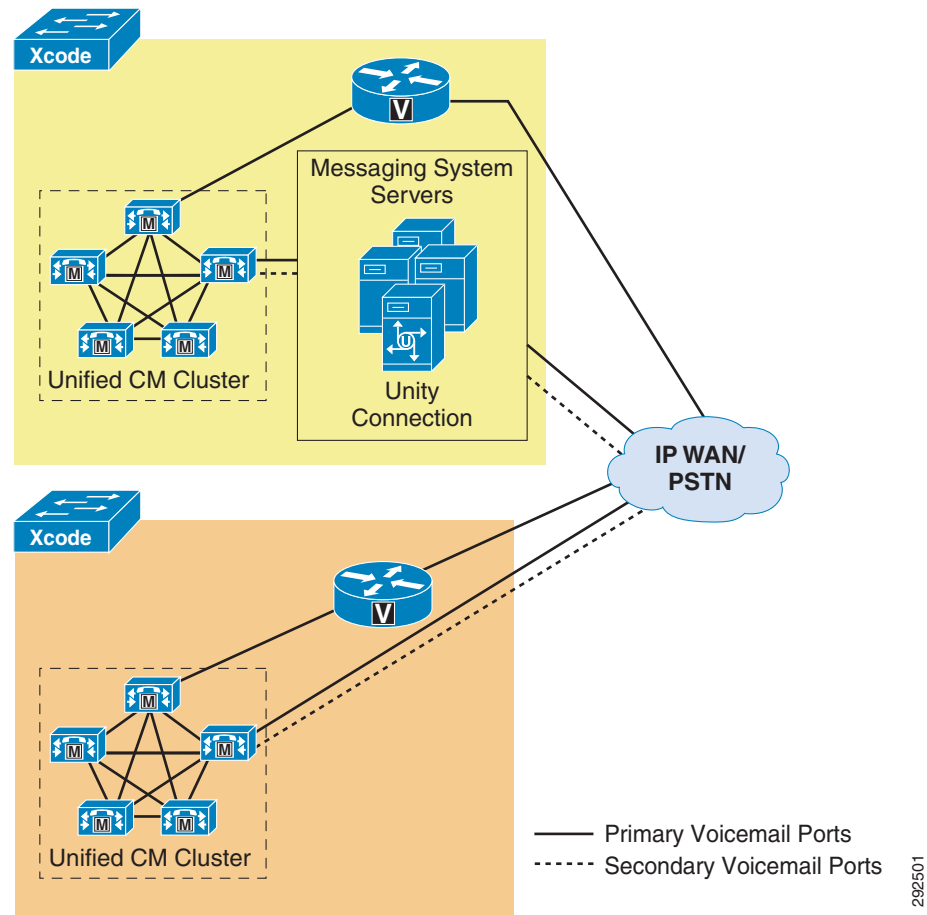 Xcode
V
Messaging System
Servers
M
M
M
M
M
U
Unified CM Cluster
Unity
Connection
IP WAN/
PSTN
Xcode
V
M
M
M
M
M
Unified CM Cluster
Primary Voicemail Ports
Secondary Voicemail Ports
292501